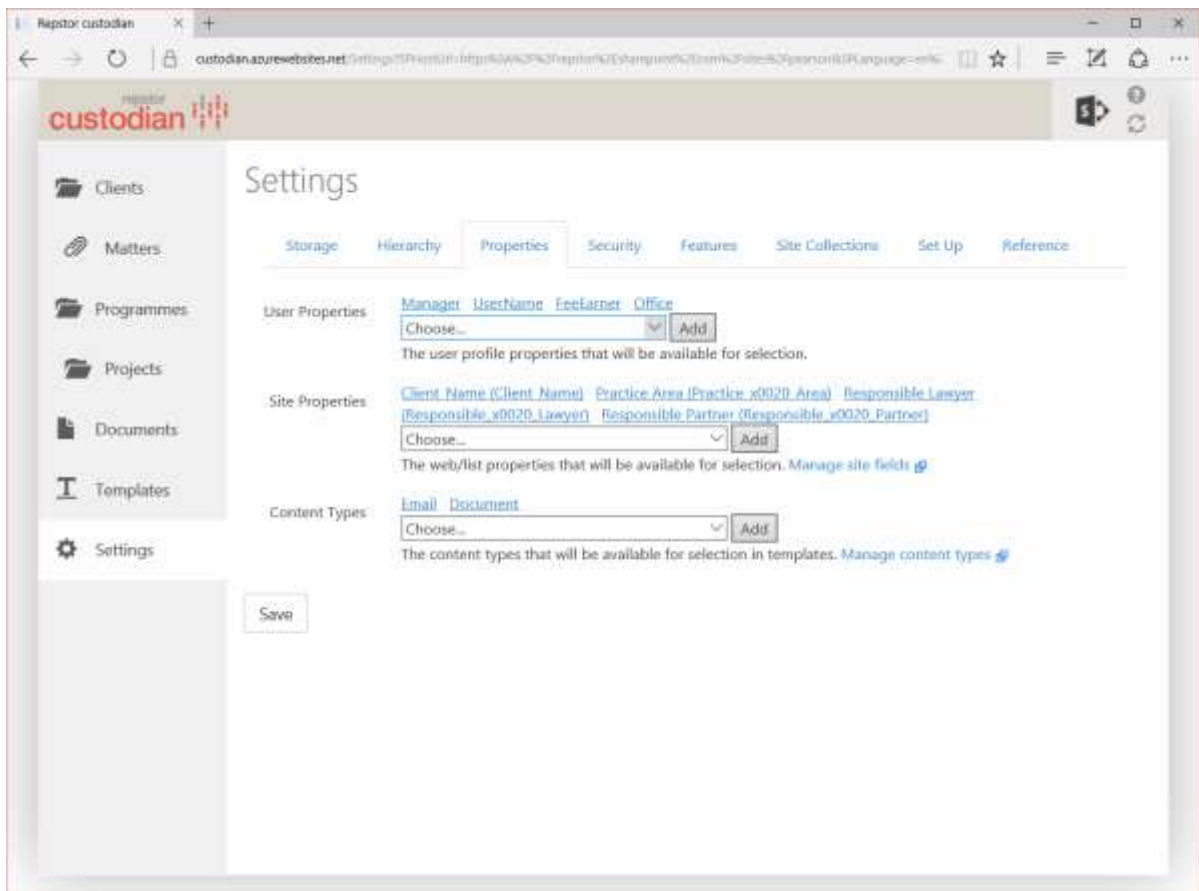 Repstor custodian
custodian.azurewebsites.net
repstor
custodian
Clients
Matters
Programmes
Projects
Documents
Templates
Settings
Settings
Storage Hierarchy Properties Security Features Site Collections Set Up Reference
User Properties
Manager UserName FeeEarner Office
Choose... Add
The user profile properties that will be available for selection.
Site Properties
Client Name (Client Name) Practice Area (Practice_x0020_Area) Responsible Lawyer
(Responsible_x0020_Lawyer) Responsible Partner (Responsible_x0020_Partner)
Choose... Add
The web/list properties that will be available for selection. Manage site fields
Content Types
Email Document
Choose... Add
The content types that will be available for selection in templates. Manage content types
Save